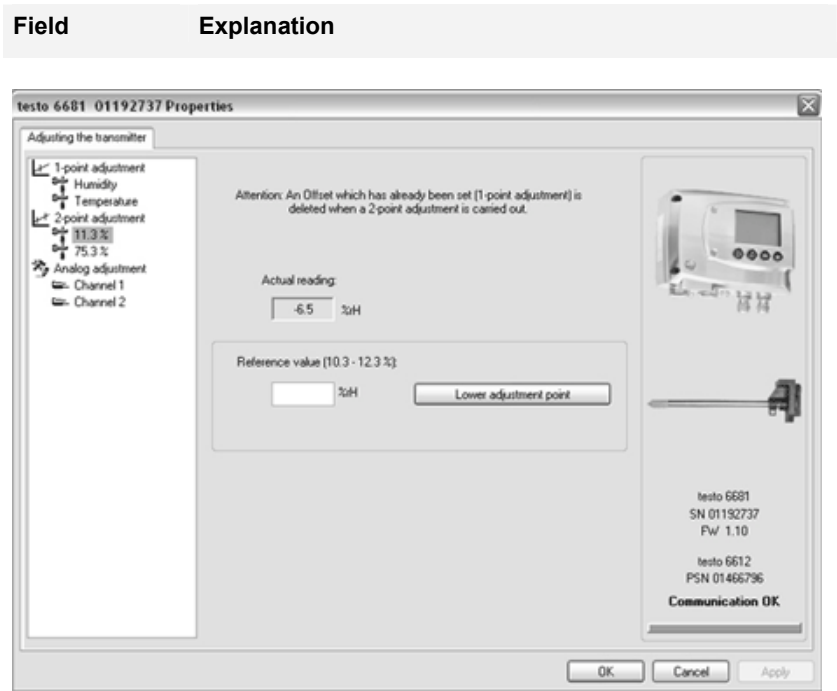 Field Explanation
testo 6681 01192737 Properties
Adjusting the transmitter
1-point adjustment
Humidity
Temperature
2-point adjustment
11.3 %
75.3 %
Analog adjustment
Channel 1
Channel 2
Attention: An Offset which has already been set (1-point adjustment) is
deleted when a 2-point adjustment is carried out.
Actual reading:
-6.5 %rH
Reference value (10.3 - 12.3 %):
%rH
Lower adjustment point
testo 6681
SN 01192737
FW 1.10
testo 6612
PSN 01466796
Communication OK
OK Cancel Apply